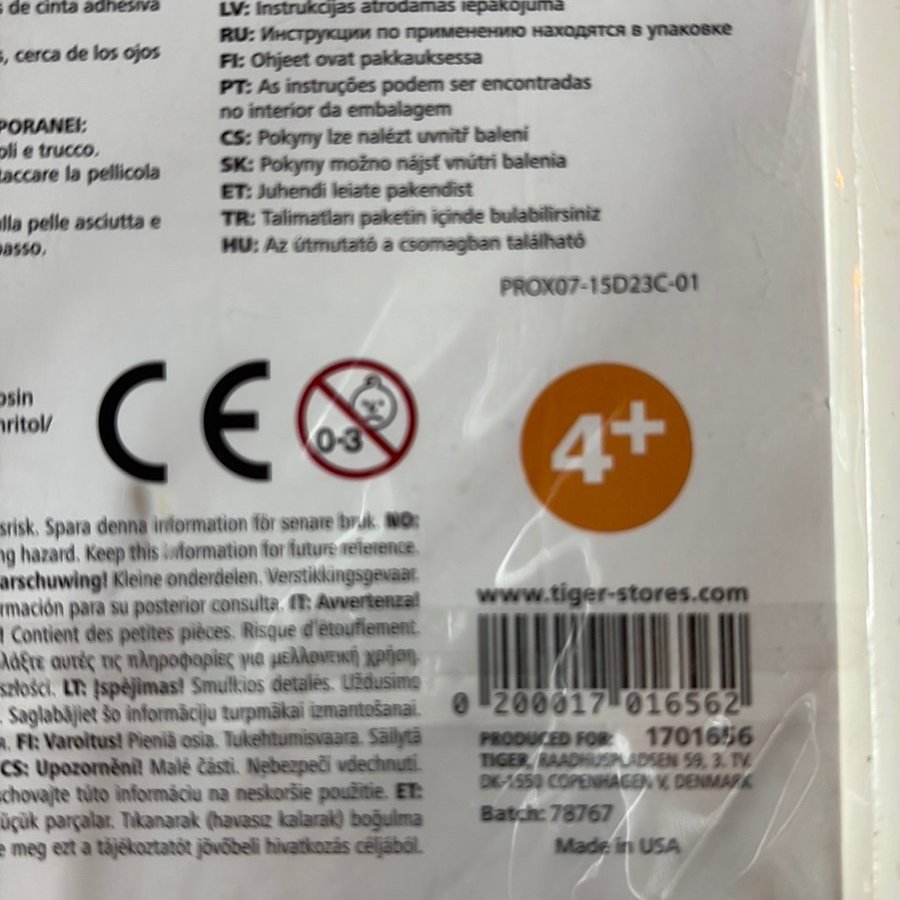 s de cinta adhesiva
s, cerca de los ojos
PORANEI:
oli e trucco.
taccare la pellicola
lla pelle asciutta e
passo.
LV: Instrukcijas atrodamas iepakojumā
RU: Инструкции по применению находятся в упаковке
FI: Ohjeet ovat pakkauksessa
PT: As instruções podem ser encontradas
no interior da embalagem
CS: Pokyny lze nalézt uvnitř balení
SK: Pokyny možno nájsť vnútri balenia
ET: Juhendi leiate pakendist
TR: Talimatları paketin içinde bulabilirsiniz
HU: Az útmutató a csomagban található
PROX07-15D23C-01
osin
nritol/
CE
0-3
4+
srisk. Spara denna information för senare bruk. NO:
ng hazard. Keep this information for future reference.
arschuwing! Kleine onderdelen. Verstikkingsgevaar.
rmación para su posterior consulta. IT: Avvertenza!
! Contient des petites pièces. Risque d'étouffement.
λάξτε αυτές τις πληροφορίες για μελλοντική χρήση.
szłości. LT: Įspėjimas! Smulkios detalės. Uždusimo
. Saglabājiet šo informāciju turpmākai izmantošanai.
a. FI: Varoitus! Pieniä osia. Tukehtumisvaara. Säilytä
CS: Upozornění! Malé části. Nebezpečí vdechnutí.
schovajte túto informáciu na neskoršie použitie. ET:
üçük parçalar. Tıkanarak (havasız kalarak) boğulma
e meg ezt a tájékoztatót jövőbeli hivatkozás céljából.
www.tiger-stores.com
0 200017 016562
PRODUCED FOR: 1701656
TIGER, RAADHUSPLADSEN 59, 3. TV.
DK-1550 COPENHAGEN V, DENMARK
Batch: 78767
Made in USA